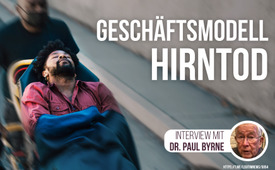 GESCHÄFTSMODELL
HIRNTOD
INTERVIEW MIT
DR. PAUL BYRNE